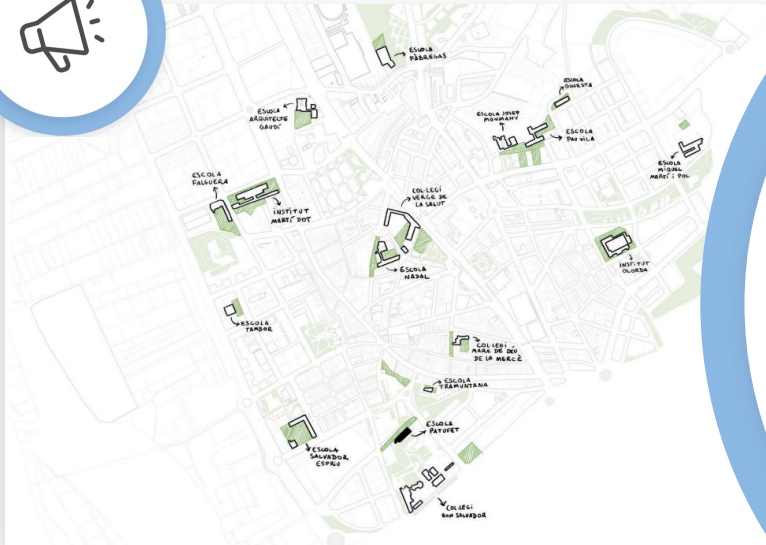 ESCOLA
FÀBREGAS
ESCOLA
GINESTA
ESCOLA
ARQUITECTE
GAUDÍ
ESCOLA JOSEP
MONMANY
ESCOLA
PAU VILA
ESCOLA
MIQUEL
MARTÍ i POL
ESCOLA
FALGUERA
INSTITUT
MARTÍ DOT
COL·LEGI
VERGE DE
LA SALUT
ESCOLA
NADAL
INSTITUT
OLORDA
ESCOLA
TAMBOR
COL·LEGI
MARE DE DÉU
DE LA MERCÈ
ESCOLA
TRAMUNTANA
ESCOLA
PATUFET
ESCOLA
SALVADOR
ESPRIU
COL·LEGI
BON SALVADOR